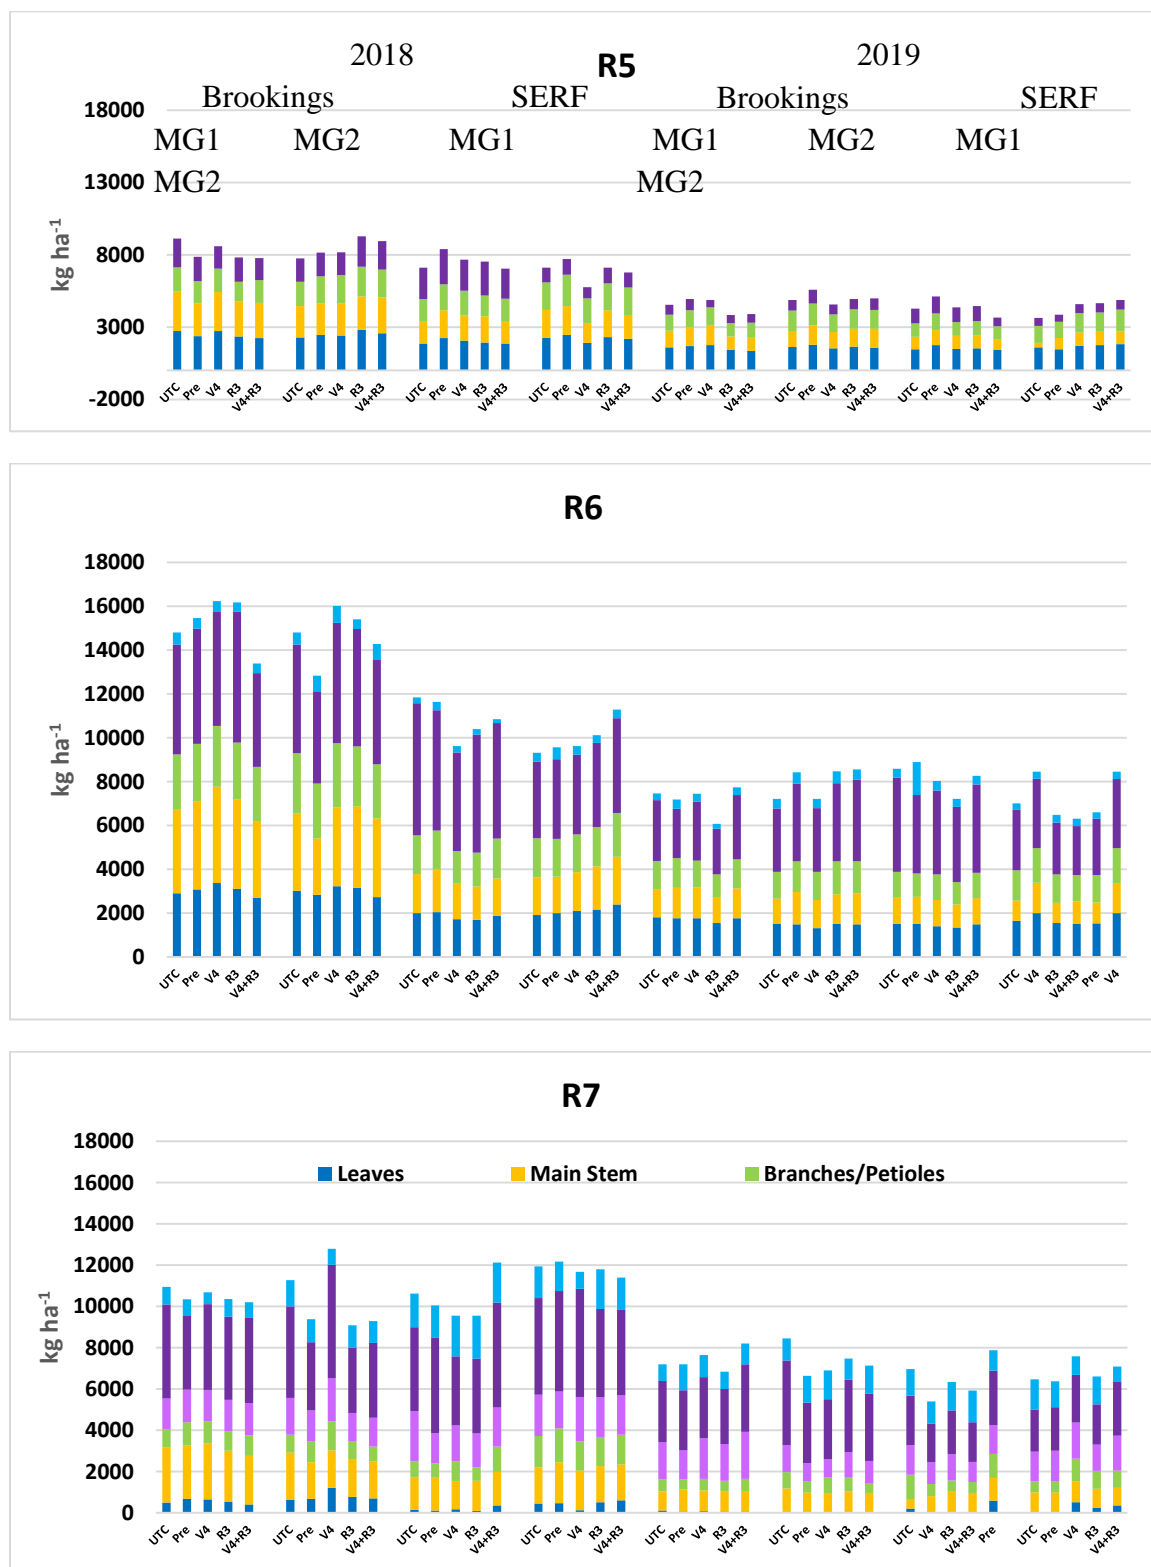 2018 2019
R5
Brookings SERF Brookings SERF
18000
MG1 MG2 MG1 MG1 MG2 MG1
MG2 MG2
13000
8000
3000
-2000
kg ha-1
UTC Pre V4 R3 V4+R3 UTC Pre V4 R3 V4+R3 UTC Pre V4 R3 V4+R3 UTC Pre V4 R3 V4+R3 UTC Pre V4 R3 V4+R3 UTC Pre V4 R3 V4+R3 UTC Pre V4 R3 V4+R3 UTC Pre V4 R3 V4+R3
R6
18000
16000
14000
12000
10000
8000
6000
4000
2000
0
UTC Pre V4 R3 V4+R3 UTC Pre V4 R3 V4+R3 UTC Pre V4 R3 V4+R3 UTC Pre V4 R3 V4+R3 UTC Pre V4 R3 V4+R3 UTC Pre V4 R3 V4+R3 UTC Pre V4 R3 V4+R3 UTC V4 R3 V4+R3 Pre V4
R7
18000
16000
Leaves Main Stem Branches/Petioles
14000
12000
10000
8000
6000
4000
2000
0
kg ha-1
UTC Pre V4 R3 V4+R3 UTC Pre V4 R3 V4+R3 UTC Pre V4 R3 V4+R3 UTC Pre V4 R3 V4+R3 UTC Pre V4 R3 V4+R3 UTC Pre V4 R3 V4+R3 UTC V4 R3 V4+R3 Pre UTC Pre V4 R3 V4+R3